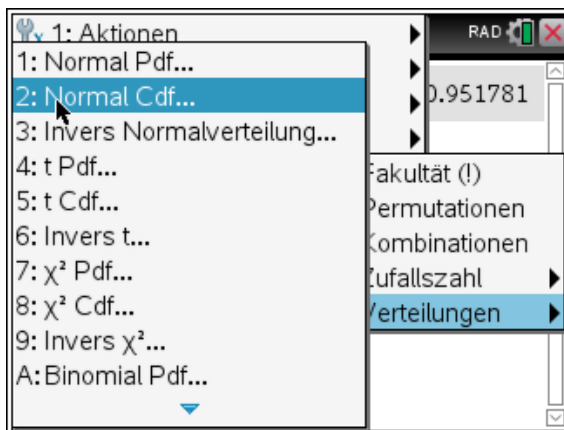 1: Aktionen
RAD
1: Normal Pdf...
2: Normal Cdf...
0.951781
3: Invers Normalverteilung...
4: t Pdf...
Fakultät (!)
5: t Cdf...
Permutationen
6: Invers t...
Kombinationen
7: χ² Pdf...
Zufallszahl
8: χ² Cdf...
Verteilungen
9: Invers χ²...
A: Binomial Pdf...